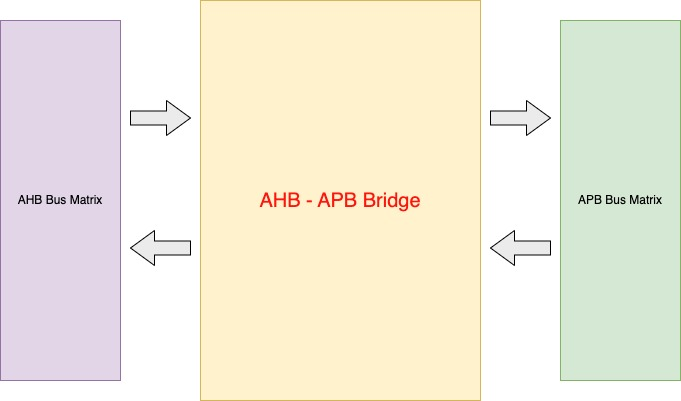 AHB Bus Matrix
AHB - APB Bridge
APB Bus Matrix